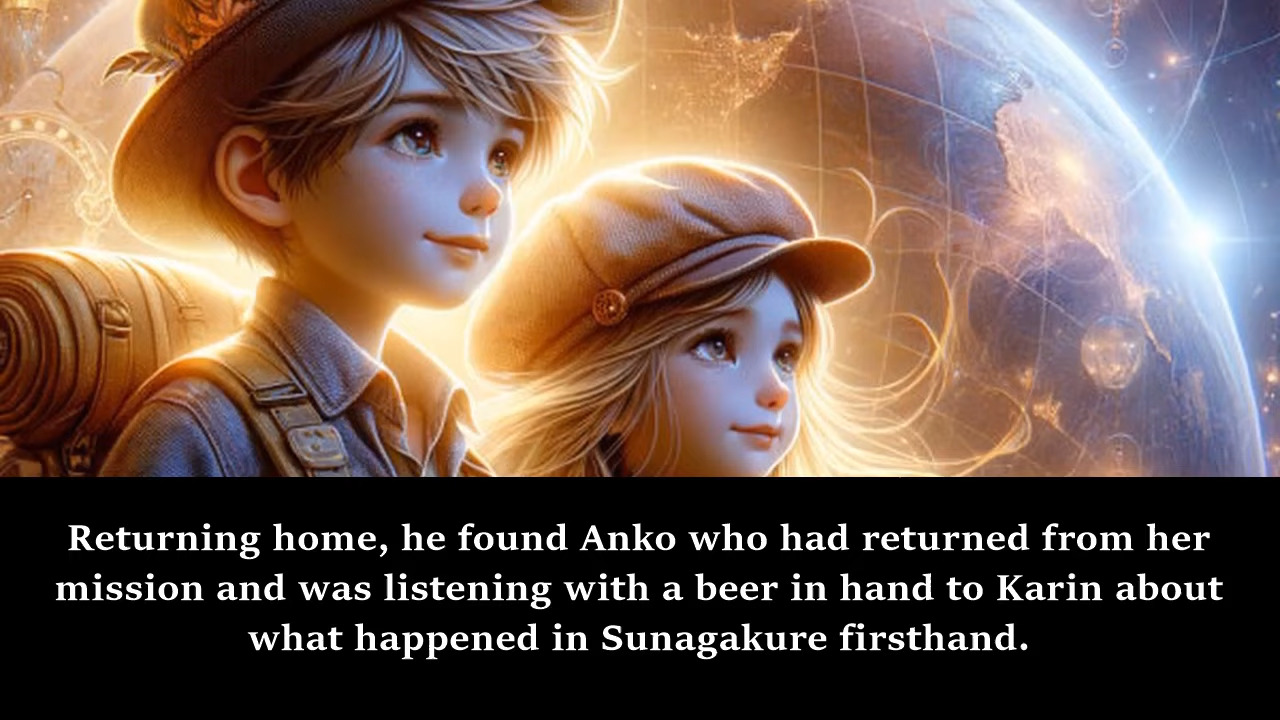 Returning home, he found Anko who had returned from her
mission and was listening with a beer in hand to Karin about
what happened in Sunagakure firsthand.